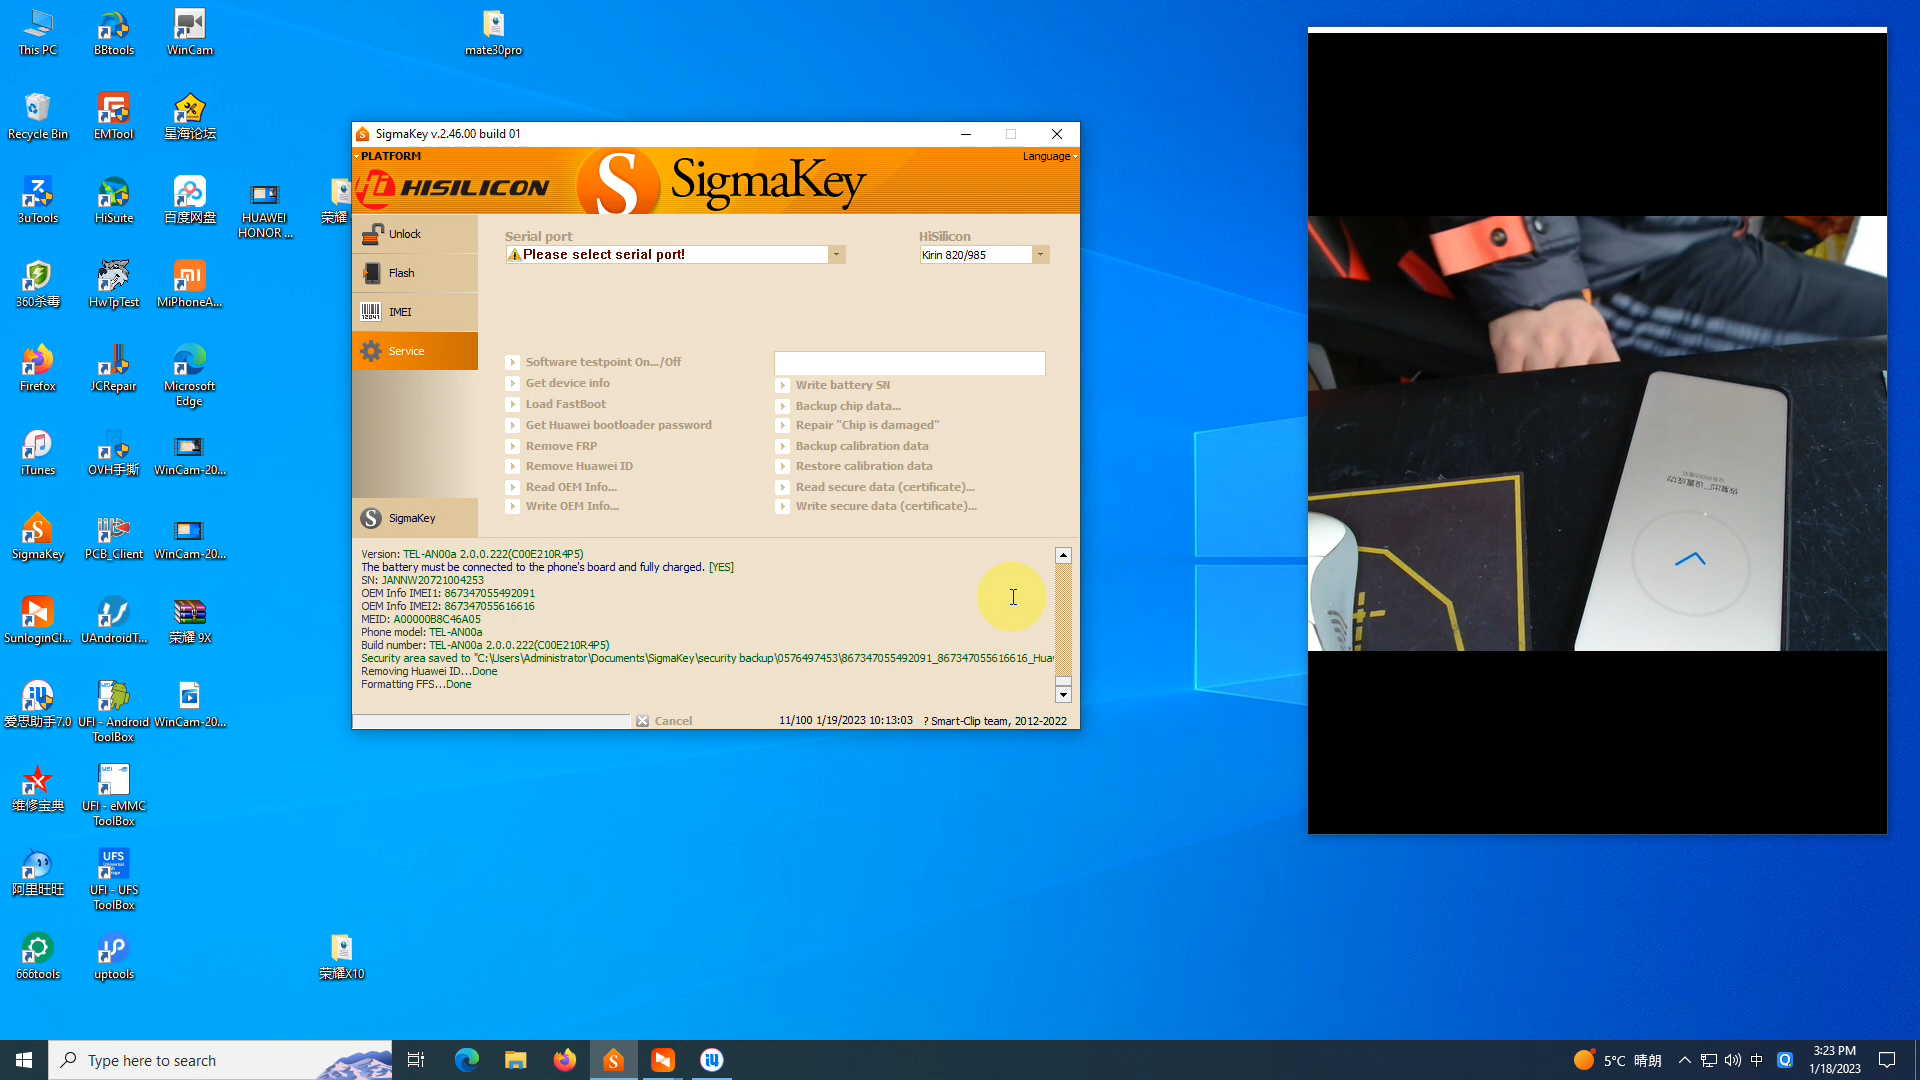 This PC
BBtools
WinCam
mate30pro
Recycle Bin
EMTool
星海论坛
3uTools
HiSuite
百度网盘
HUAWEI
HONOR ...
荣耀
360杀毒
HwTpTest
MiPhoneA...
Firefox
JCRepair
Microsoft
Edge
iTunes
OVH手撕
WinCam-20...
SigmaKey
PCB_Client
WinCam-20...
SunloginCl...
UAndroidT...
荣耀 9X
爱思助手7.0
UFI - Android
ToolBox
WinCam-20...
维修宝典
UFI - eMMC
ToolBox
阿里旺旺
UFS
UFI - UFS
ToolBox
666tools
uptools
荣耀X10
SigmaKey v.2.46.00 build 01
PLATFORM
HISILICON
S
SigmaKey
Language
Unlock
Flash
IMEI
Service
SigmaKey
Serial port
Please select serial port!
HiSilicon
Kirin 820/985
Software testpoint On.../Off
Get device info
Load FastBoot
Get Huawei bootloader password
Remove FRP
Remove Huawei ID
Read OEM Info...
Write OEM Info...
Write battery SN
Backup chip data...
Repair "Chip is damaged"
Backup calibration data
Restore calibration data
Read secure data (certificate)...
Write secure data (certificate)...
Version: TEL-AN00a 2.0.0.222(C00E210R4P5)
The battery must be connected to the phone's board and fully charged. [YES]
SN: JANNW20721004253
OEM Info IMEI1: 867347055492091
OEM Info IMEI2: 867347055616616
MEID: A00000B8C46A05
Phone model: TEL-AN00a
Build number: TEL-AN00a 2.0.0.222(C00E210R4P5)
Security area saved to "C:\Users\Administrator\Documents\SigmaKey\security backup\0576497453\867347055492091_867347055616616_Hua
Removing Huawei ID...Done
Formatting FFS...Done
Cancel
11/100 1/19/2023 10:13:03
? Smart-Clip team, 2012-2022
恢复出厂设置成功
Type here to search
5°C 晴朗
中
3:23 PM
1/18/2023